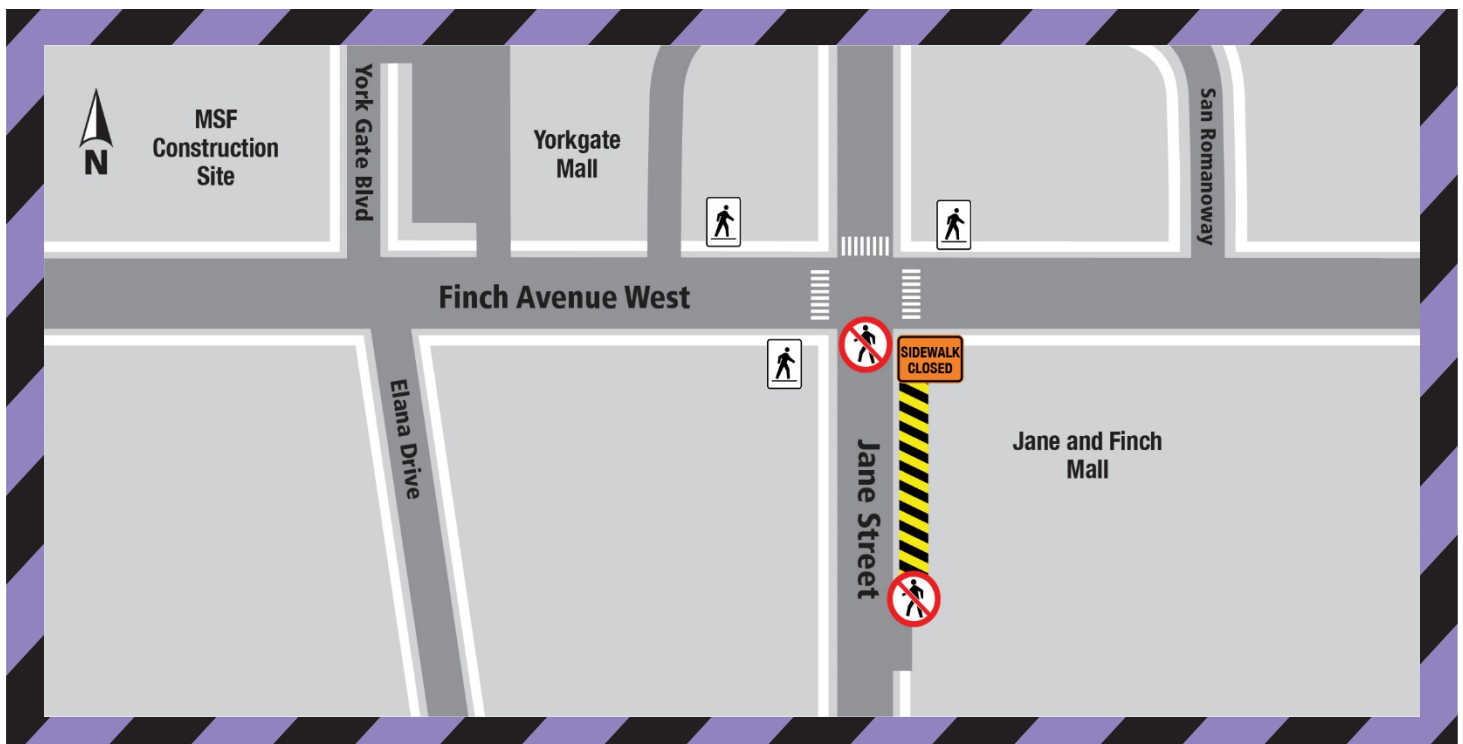 N
MSF
Construction
Site
York Gate Blvd
Yorkgate
Mall
San Romanoway
Finch Avenue West
SIDEWALK
CLOSED
Elana Drive
Jane Street
Jane and Finch
Mall